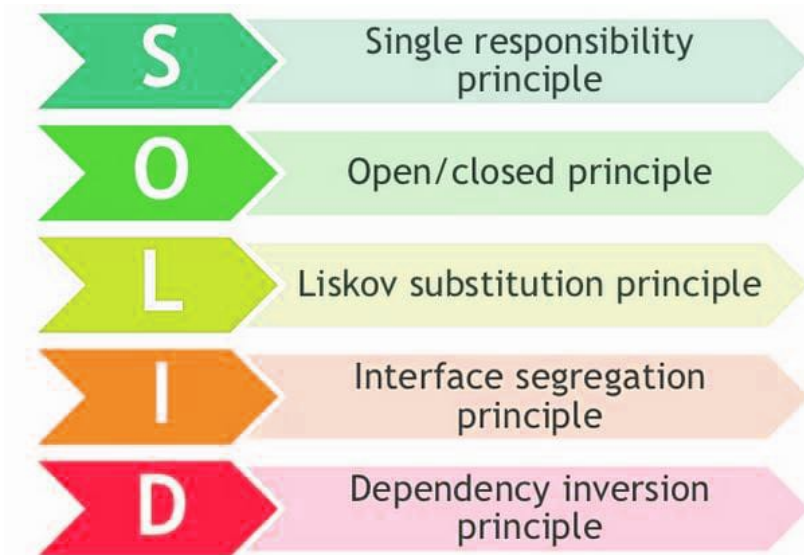 S
Single responsibility
principle
O
Open/closed principle
L
Liskov substitution principle
I
Interface segregation
principle
D
Dependency inversion
principle